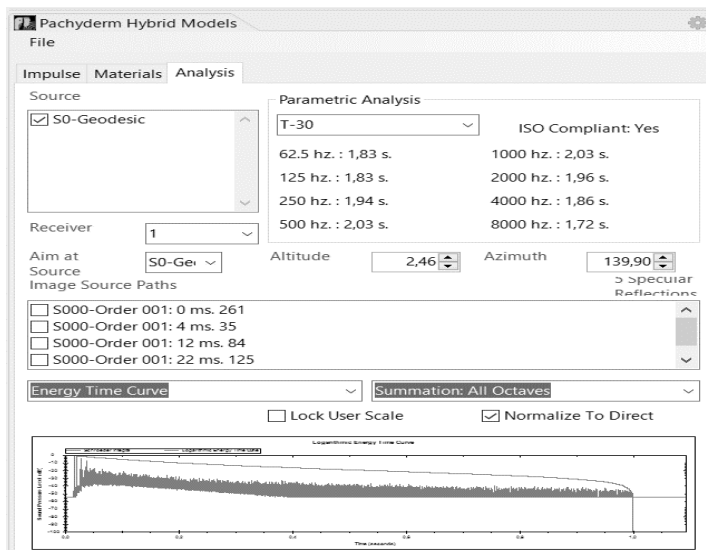 Pachyderm Hybrid Models
File
Impulse Materials Analysis
Source
S0-Geodesic
Parametric Analysis
T-30
ISO Compliant: Yes
62.5 hz. : 1,83 s.
1000 hz. : 2,03 s.
125 hz. : 1,83 s.
2000 hz. : 1,96 s.
250 hz. : 1,94 s.
4000 hz. : 1,86 s.
500 hz. : 2,03 s.
8000 hz. : 1,72 s.
Receiver
1
Aim at
Source
S0-Ge
Altitude
2,46
Azimuth
139,90
Image Source Paths
5 Specular
Reflections
S000-Order 001: 0 ms. 261
S000-Order 001: 4 ms. 35
S000-Order 001: 12 ms. 84
S000-Order 001: 22 ms. 125
Energy Time Curve
Summation: All Octaves
Lock User Scale
Normalize To Direct
Logarithmic Energy Time Curve
Time (seconds)